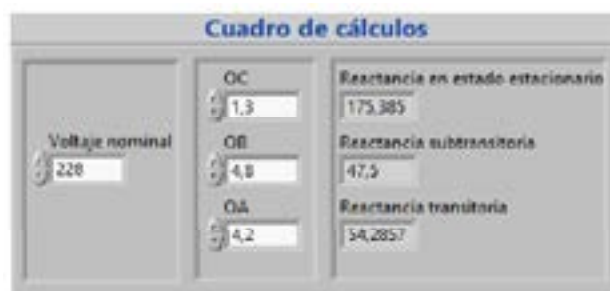 Cuadro de cálculos
Voltaje nominal
228
OC
1,3
OB
4,8
OA
4,2
Reactancia en estado estacionario
175,385
Reactancia subtransitoria
47,5
Reactancia transitoria
54,2857